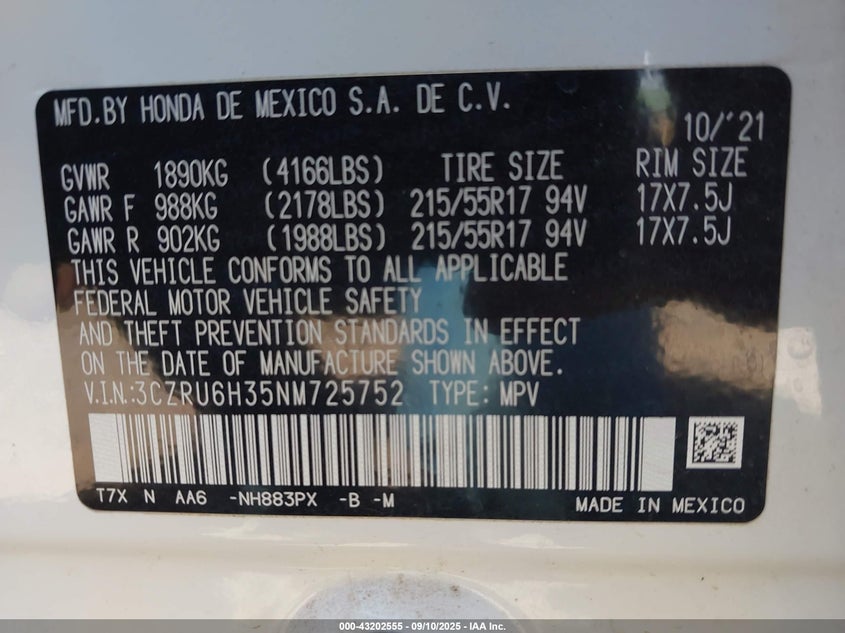 MFD.BY HONDA DE MEXICO S.A. DE C.V.
10/'21
GVWR 1890KG (4166LBS) TIRE SIZE RIM SIZE
GAWR F 988KG (2178LBS) 215/55R17 94V 17X7.5J
GAWR R 902KG (1988LBS) 215/55R17 94V 17X7.5J
THIS VEHICLE CONFORMS TO ALL APPLICABLE
FEDERAL MOTOR VEHICLE SAFETY
AND THEFT PREVENTION STANDARDS IN EFFECT
ON THE DATE OF MANUFACTURE SHOWN ABOVE.
V.I.N.:3CZRU6H35NM725752 TYPE: MPV
T7X N AA6 -NH883PX -B -M
MADE IN MEXICO
000-43202555 - 09/10/2025 - IAA Inc.